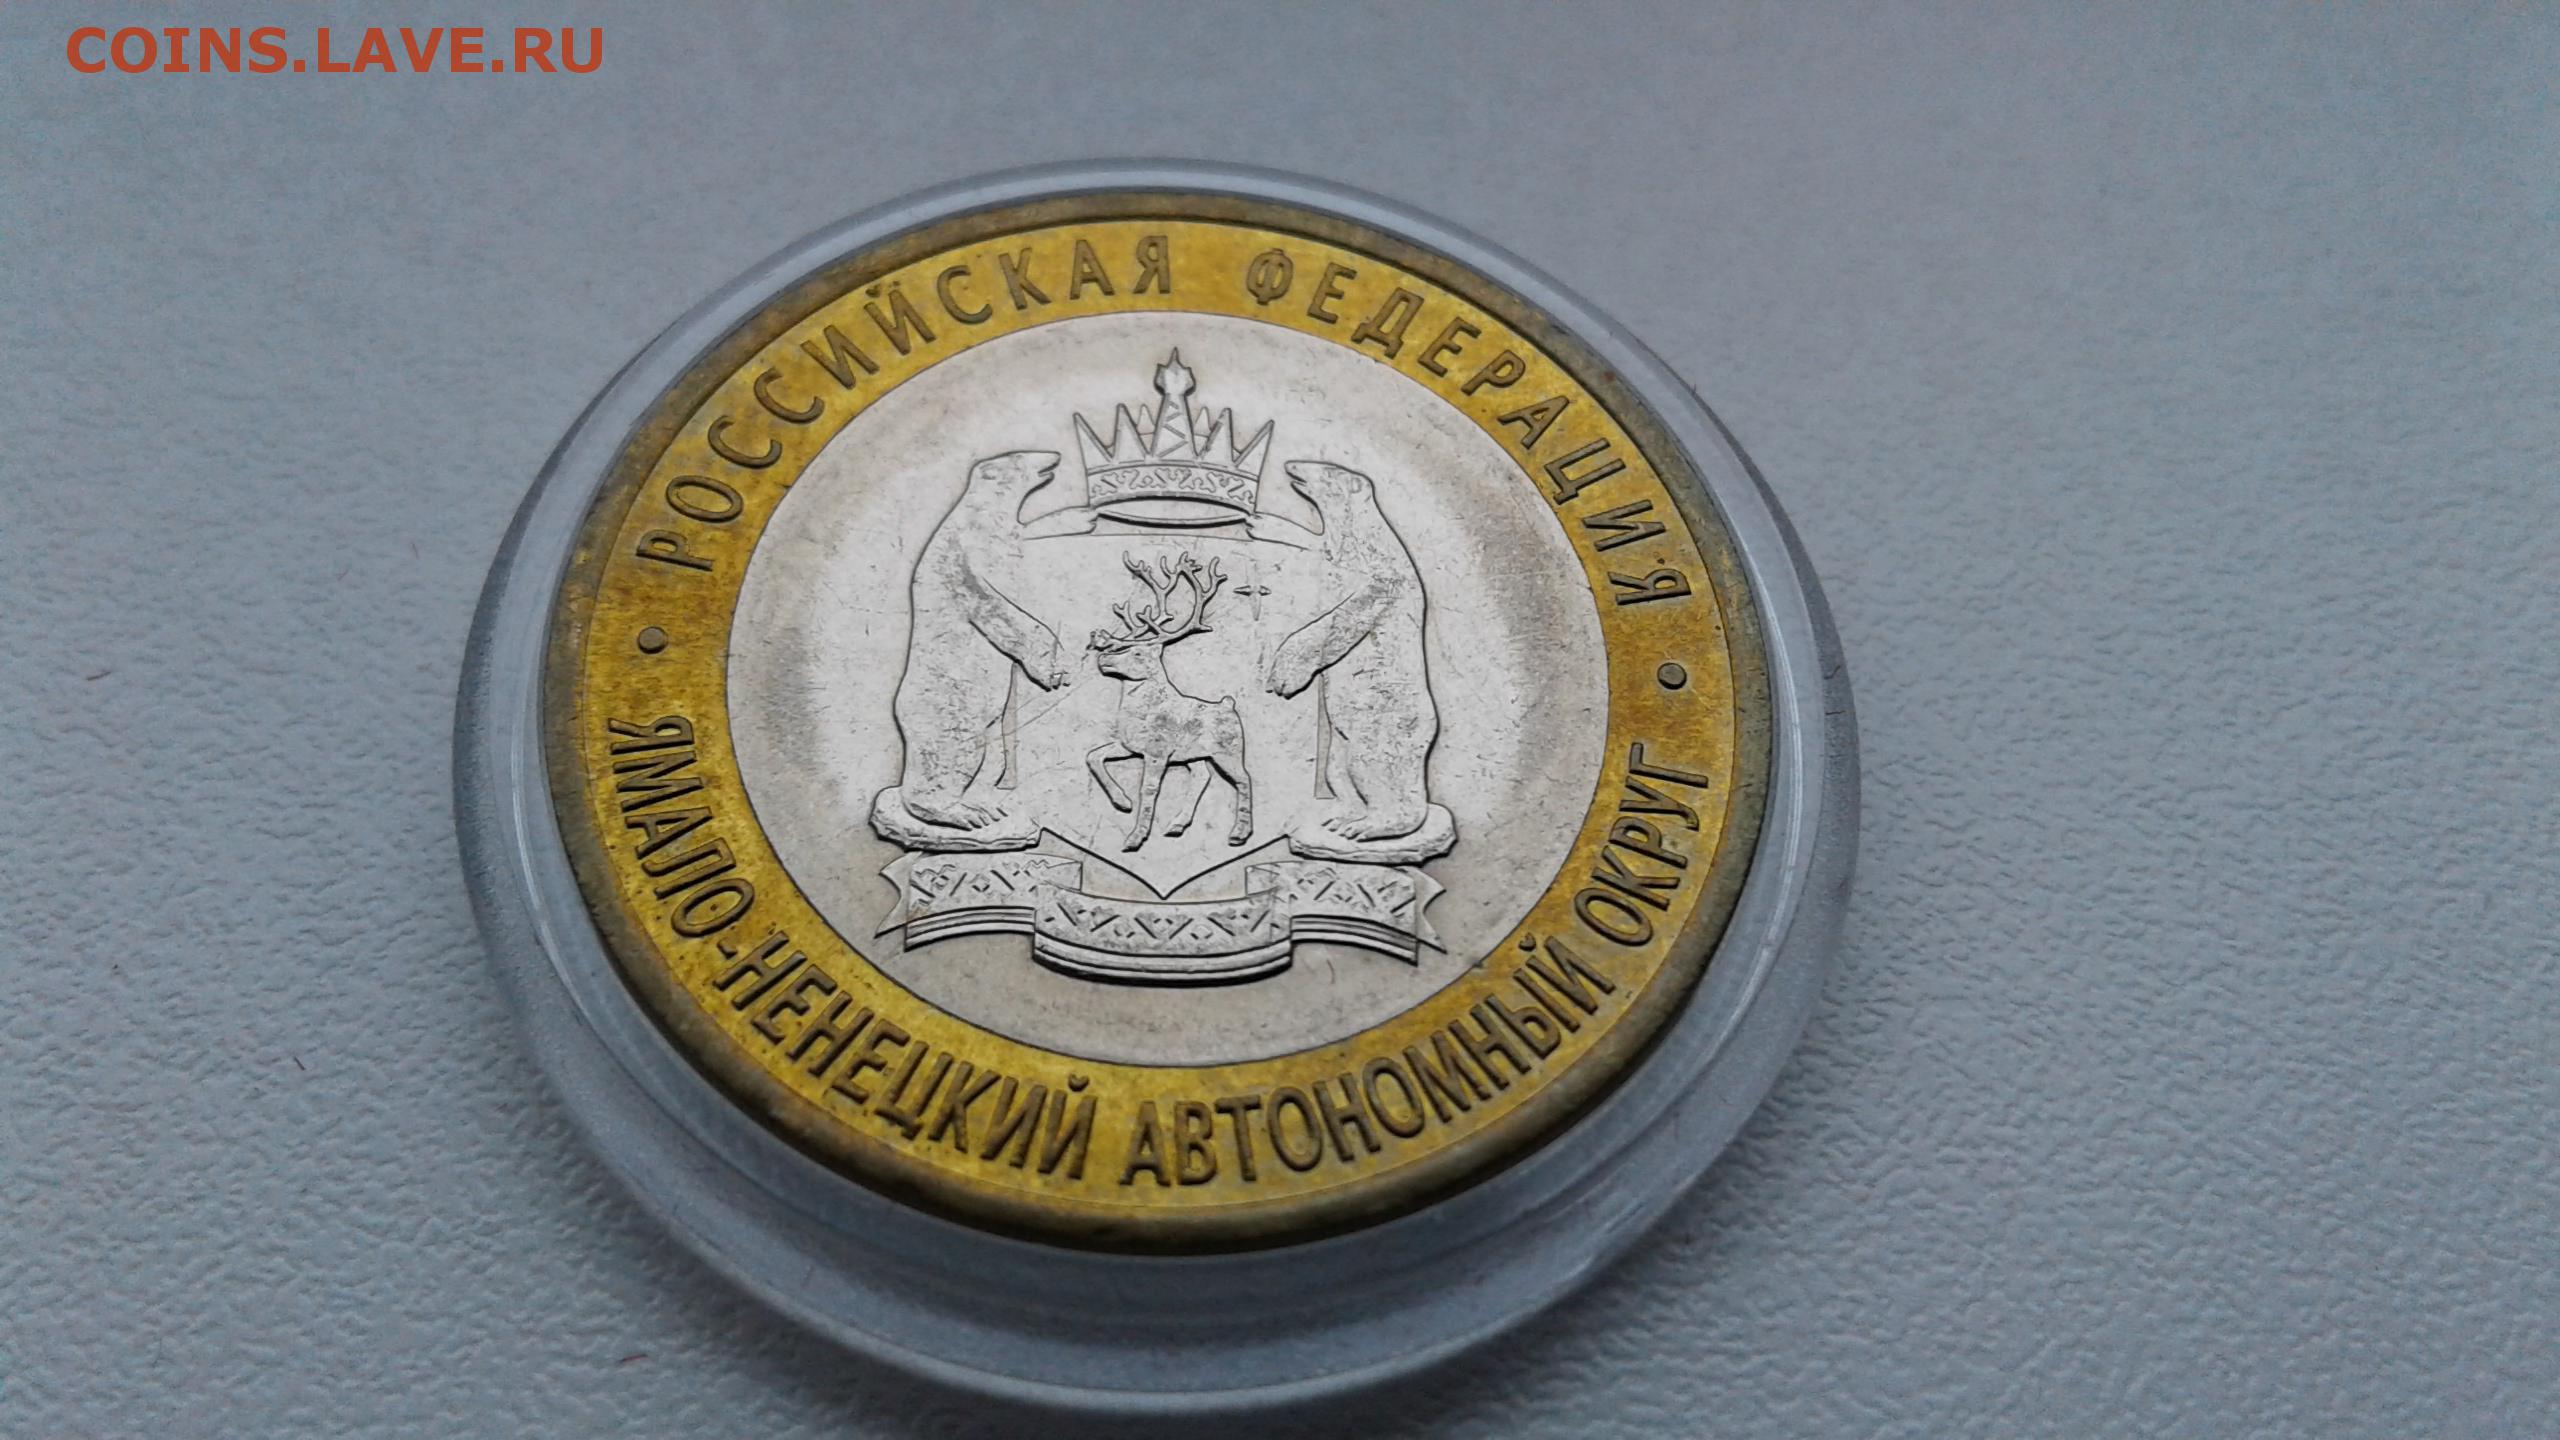 COINS.LAVE.RU
• РОССИЙСКАЯ ФЕДЕРАЦИЯ •
ЯМАЛО-НЕНЕЦКИЙ АВТОНОМНЫЙ ОКРУГ